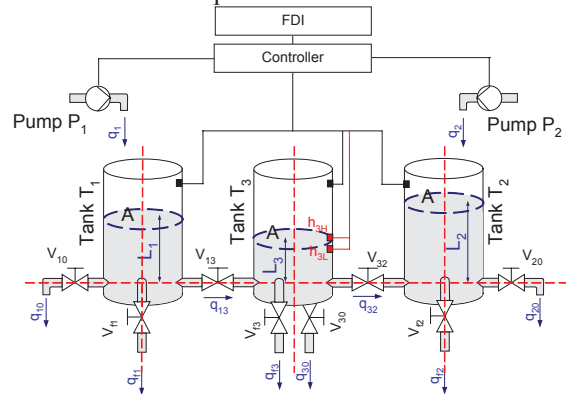 FDI
Controller
Pump P1
Pump P2
q1
q2
Tank T1
Tank T3
Tank T2
A
A
A
L1
L3
L2
h3H
h3L
V10
V13
V32
V20
q10
q13
q32
q20
Vf1
Vf3
V30
Vf2
qf1
qf3
q30
qf2